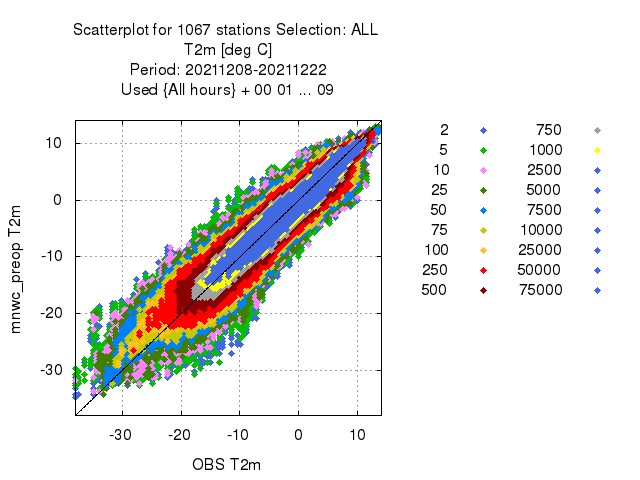 Scatterplot for 1067 stations Selection: ALL
T2m [deg C]
Period: 20211208-20211222
Used {All hours} + 00 01 ... 09
mnwc_preop T2m
10
0
-10
-20
-30
-30 -20 -10 0 10
OBS T2m
2 750
5 1000
10 2500
25 5000
50 7500
75 10000
100 25000
250 50000
500 75000